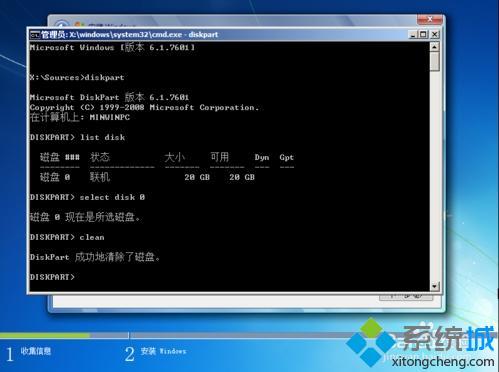 管理员: X:\windows\system32\cmd.exe - diskpart
Microsoft Windows [版本 6.1.7601]
X:\Sources>diskpart
Microsoft DiskPart 版本 6.1.7601
Copyright (C) 1999-2008 Microsoft Corporation.
在计算机上: MININPC
DISKPART> list disk
磁盘 ### 状态 大小 可用 Dyn Gpt
-------- ------------- ------- ------- --- ---
磁盘 0 联机 20 GB 20 GB
DISKPART> select disk 0
磁盘 0 现在是所选磁盘。
DISKPART> clean
DiskPart 成功地清除了磁盘。
DISKPART>
1 收集信息 2 安装 Windows
系统城
xitongcheng.com